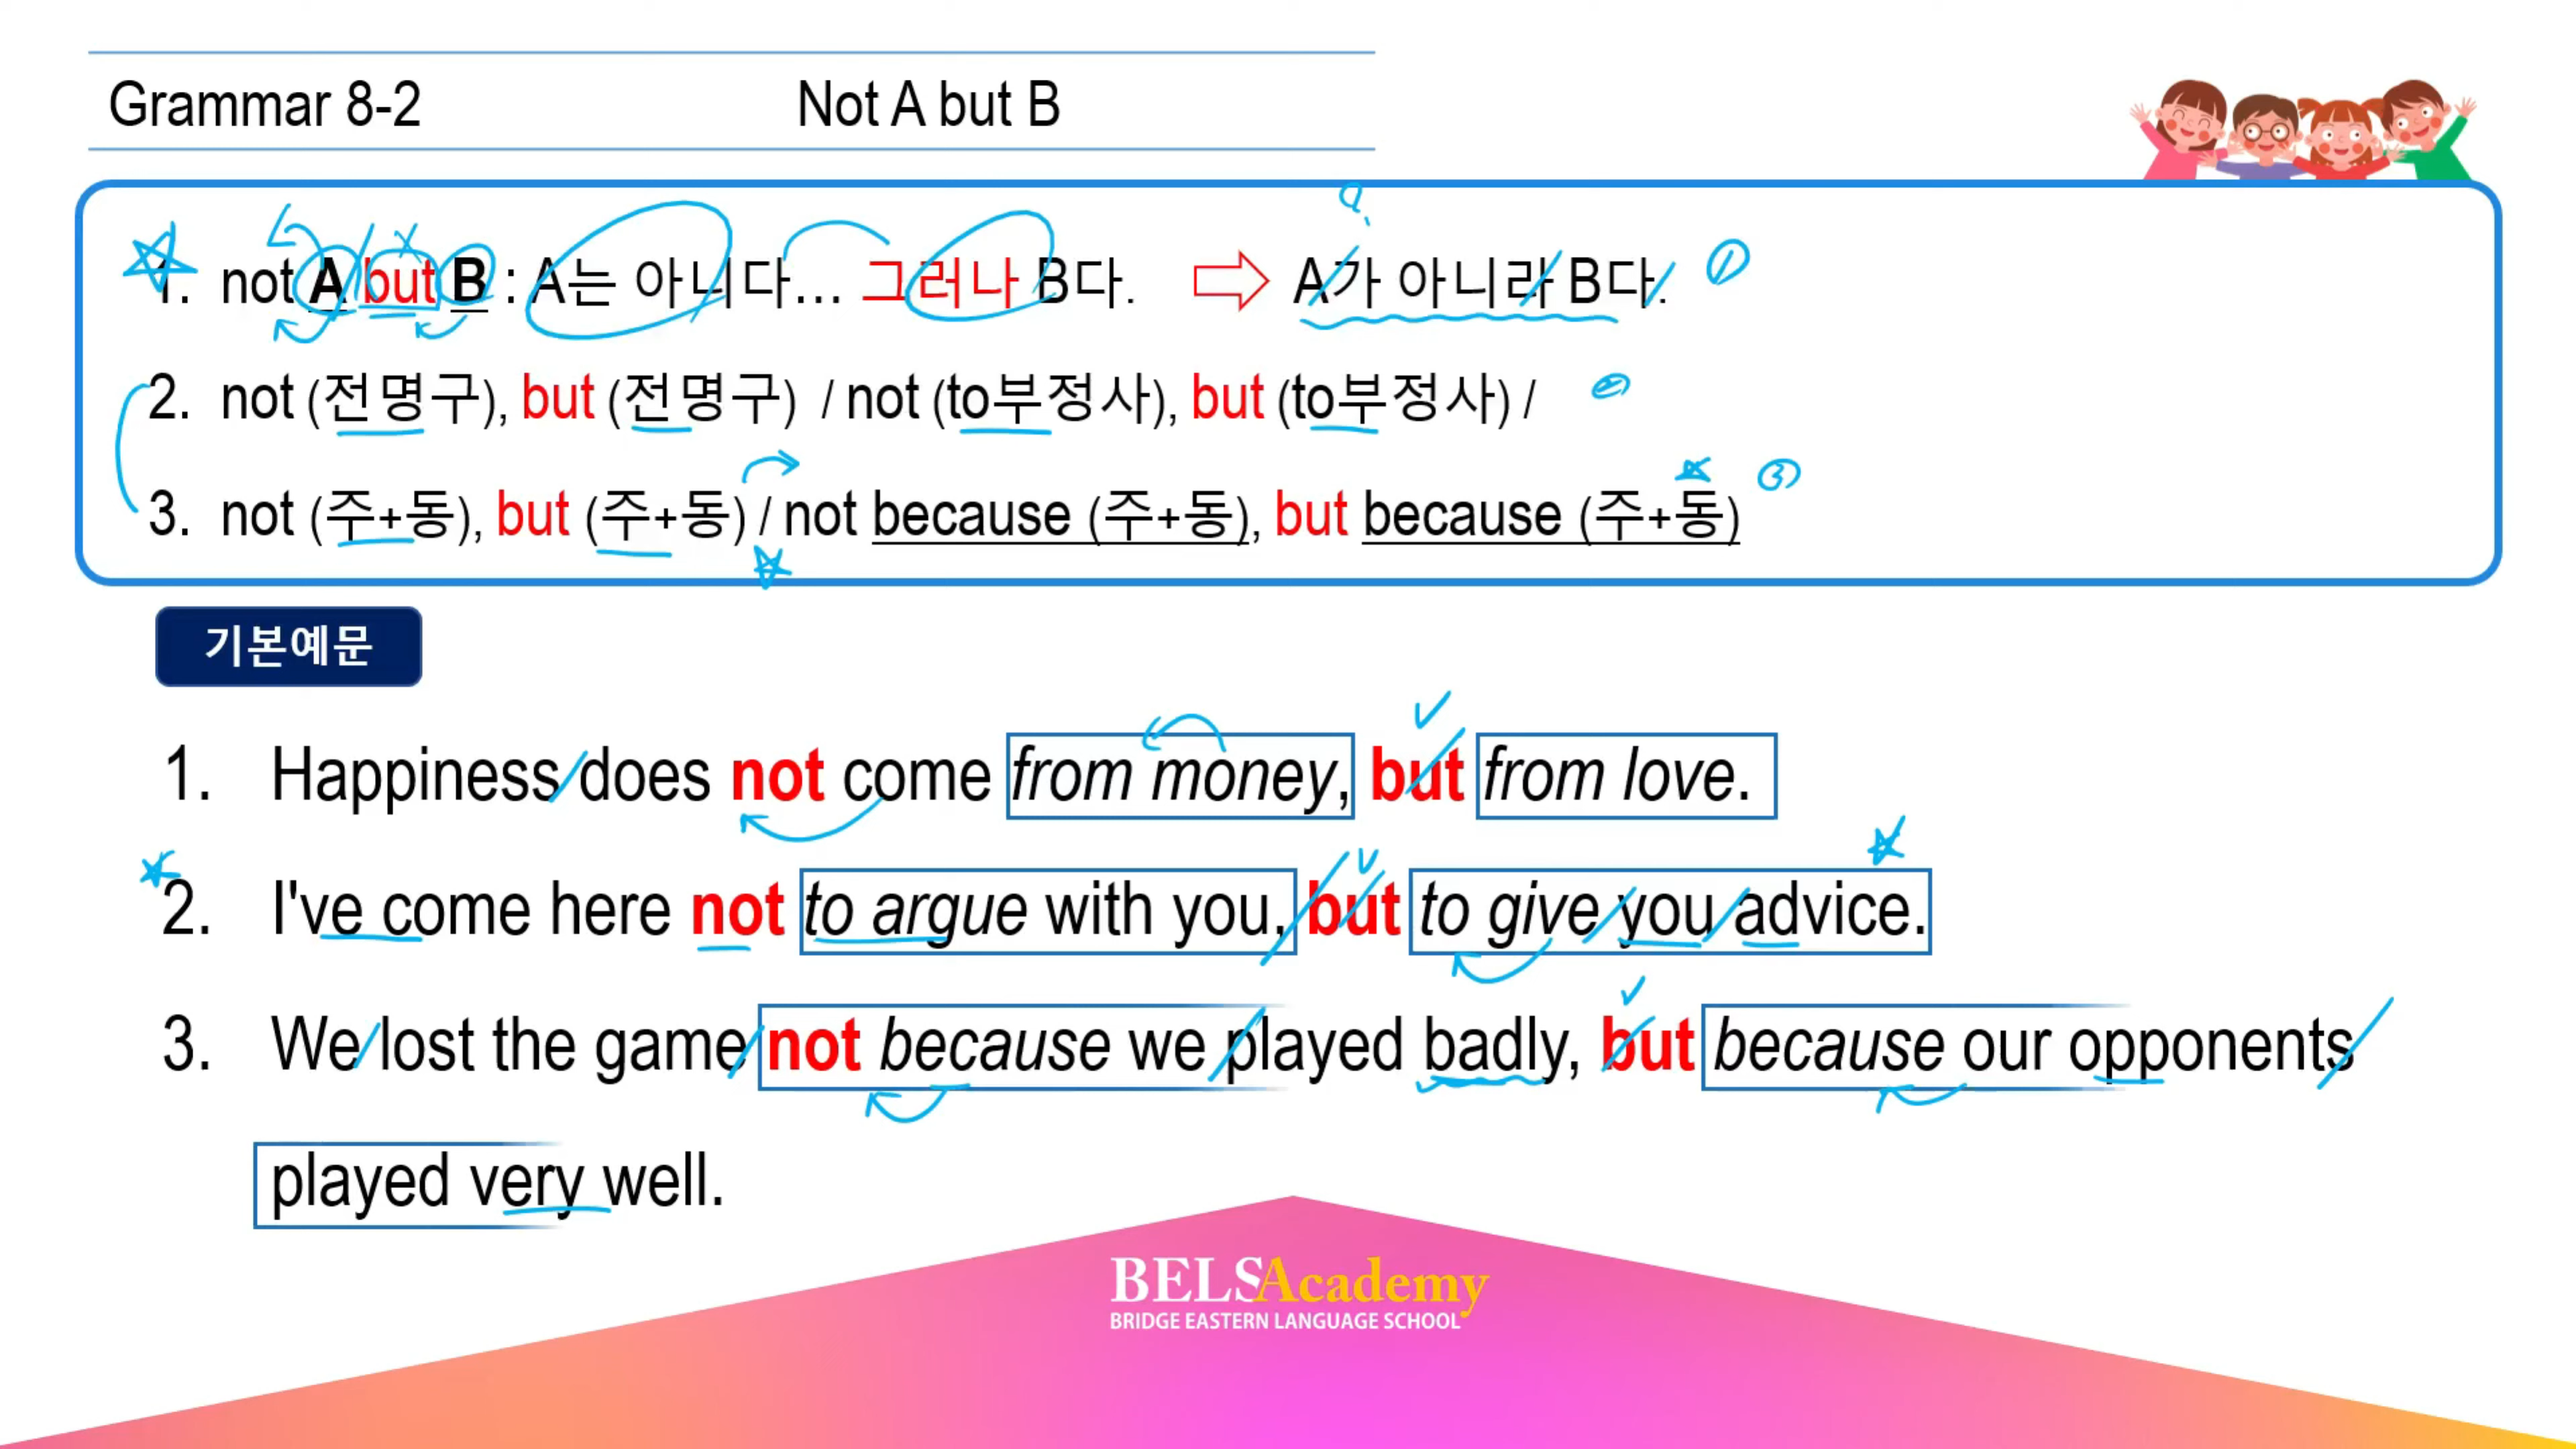 Grammar 8-2 Not A but B
1. not A but B : A는 아니다... 그러나 B다. A가 아니라 B다. ①
2. not (전명구), but (전명구) / not (to부정사), but (to부정사) / ②
3. not (주+동), but (주+동) / not because (주+동), but because (주+동) ③
기본예문
1. Happiness does not come from money, but from love.
2. I've come here not to argue with you, but to give you advice.
3. We lost the game not because we played badly, but because our opponents
played very well.
BELSAcademy
BRIDGE EASTERN LANGUAGE SCHOOL